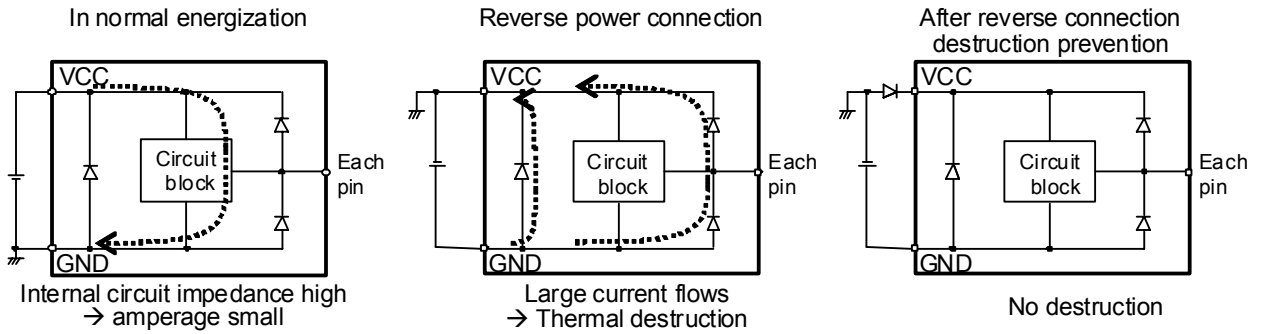 In normal energization
VCC
Circuit
block
Each
pin
GND
Internal circuit impedance high
→ amperage small
Reverse power connection
VCC
Circuit
block
Each
pin
GND
Large current flows
→ Thermal destruction
After reverse connection
destruction prevention
VCC
Circuit
block
Each
pin
GND
No destruction